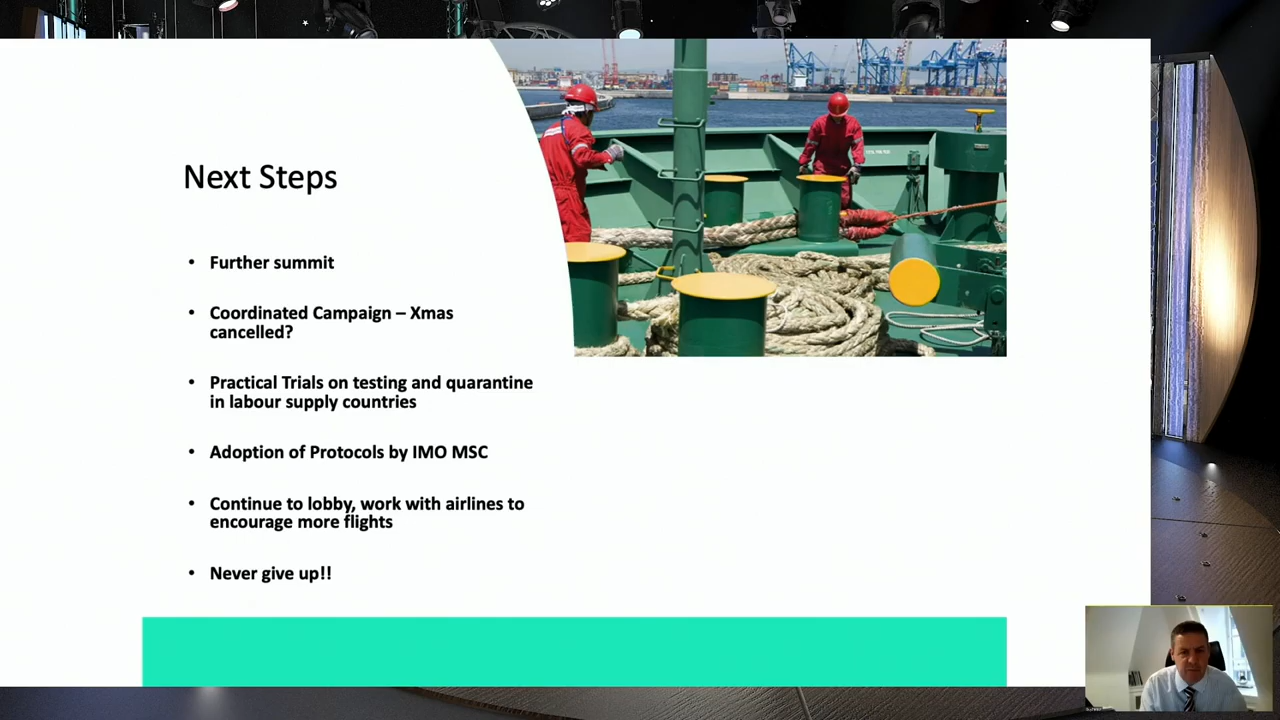 Next Steps
• Further summit
• Coordinated Campaign – Xmas
cancelled?
• Practical Trials on testing and quarantine
in labour supply countries
• Adoption of Protocols by IMO MSC
• Continue to lobby, work with airlines to
encourage more flights
• Never give up!!